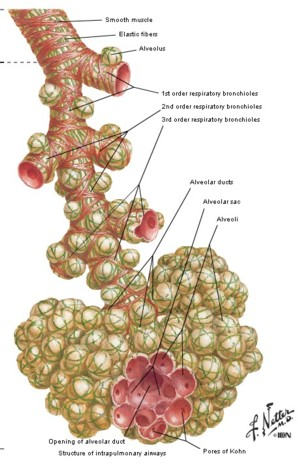 Smooth muscle
Elastic fibers
Alveolus
1st order respiratory bronchioles
2nd order respiratory bronchioles
3rd order respiratory bronchioles
Alveolar ducts
Alveolar sac
Alveoli
F. Netter
M.D.
©IBN
Opening of alveolar duct
Pores of Kohn
Structure of intrapulmonary airways